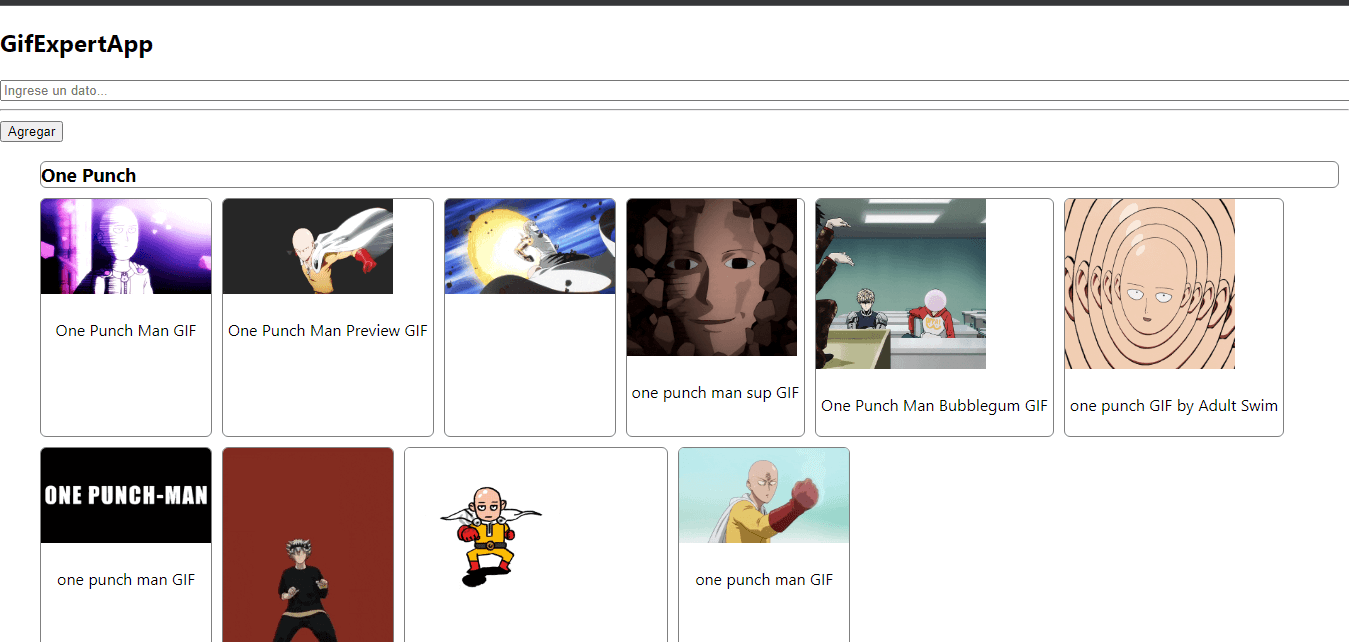 GifExpertApp
Ingrese un dato...
Agregar
One Punch
One Punch Man GIF
One Punch Man Preview GIF
one punch man sup GIF
One Punch Man Bubblegum GIF
one punch GIF by Adult Swim
ONE PUNCH-MAN
one punch man GIF
one punch man GIF